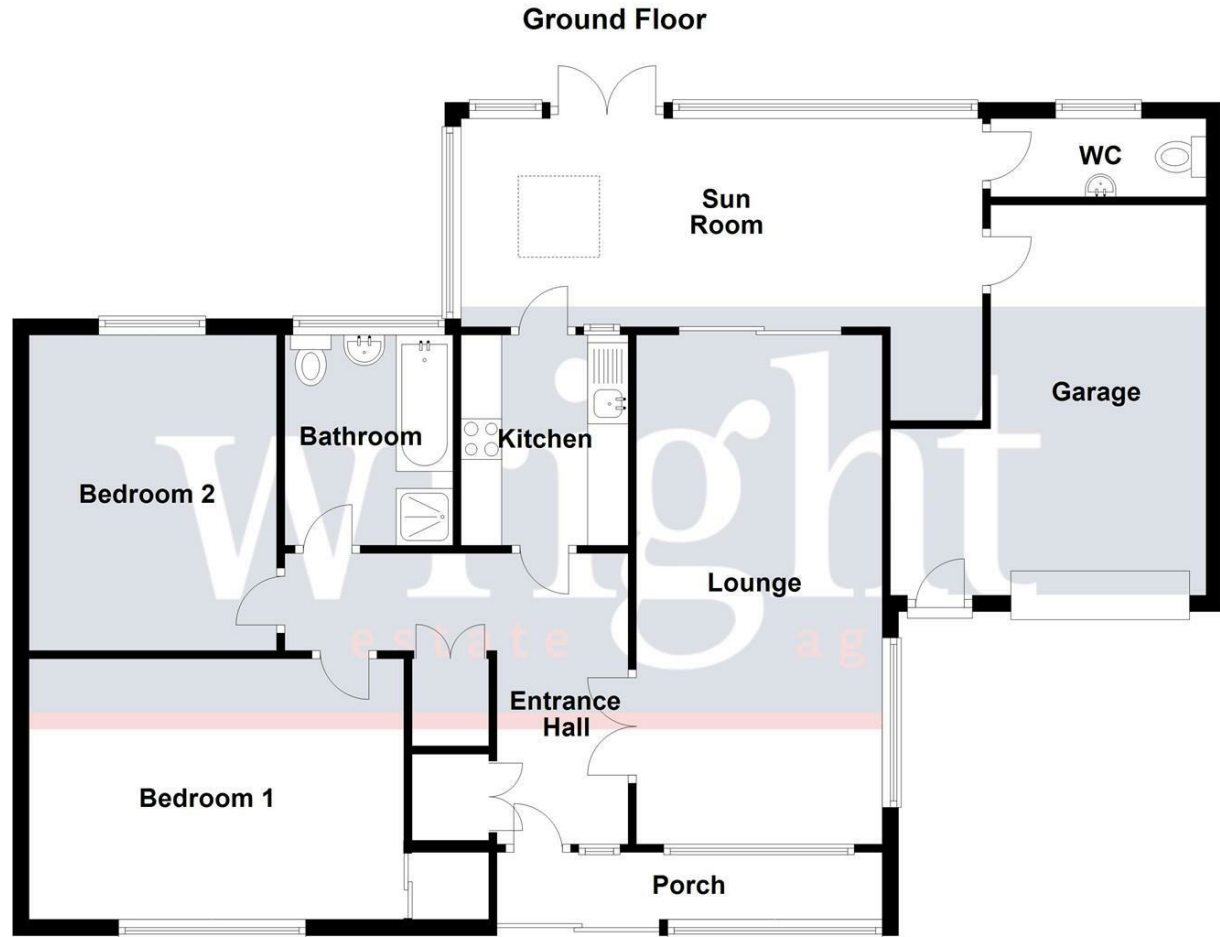 Ground Floor
WC
Sun
Room
Garage
Bathroom
Kitchen
Bedroom 2
Wright
Lounge
estate ag
Entrance
Hall
Bedroom 1
Porch